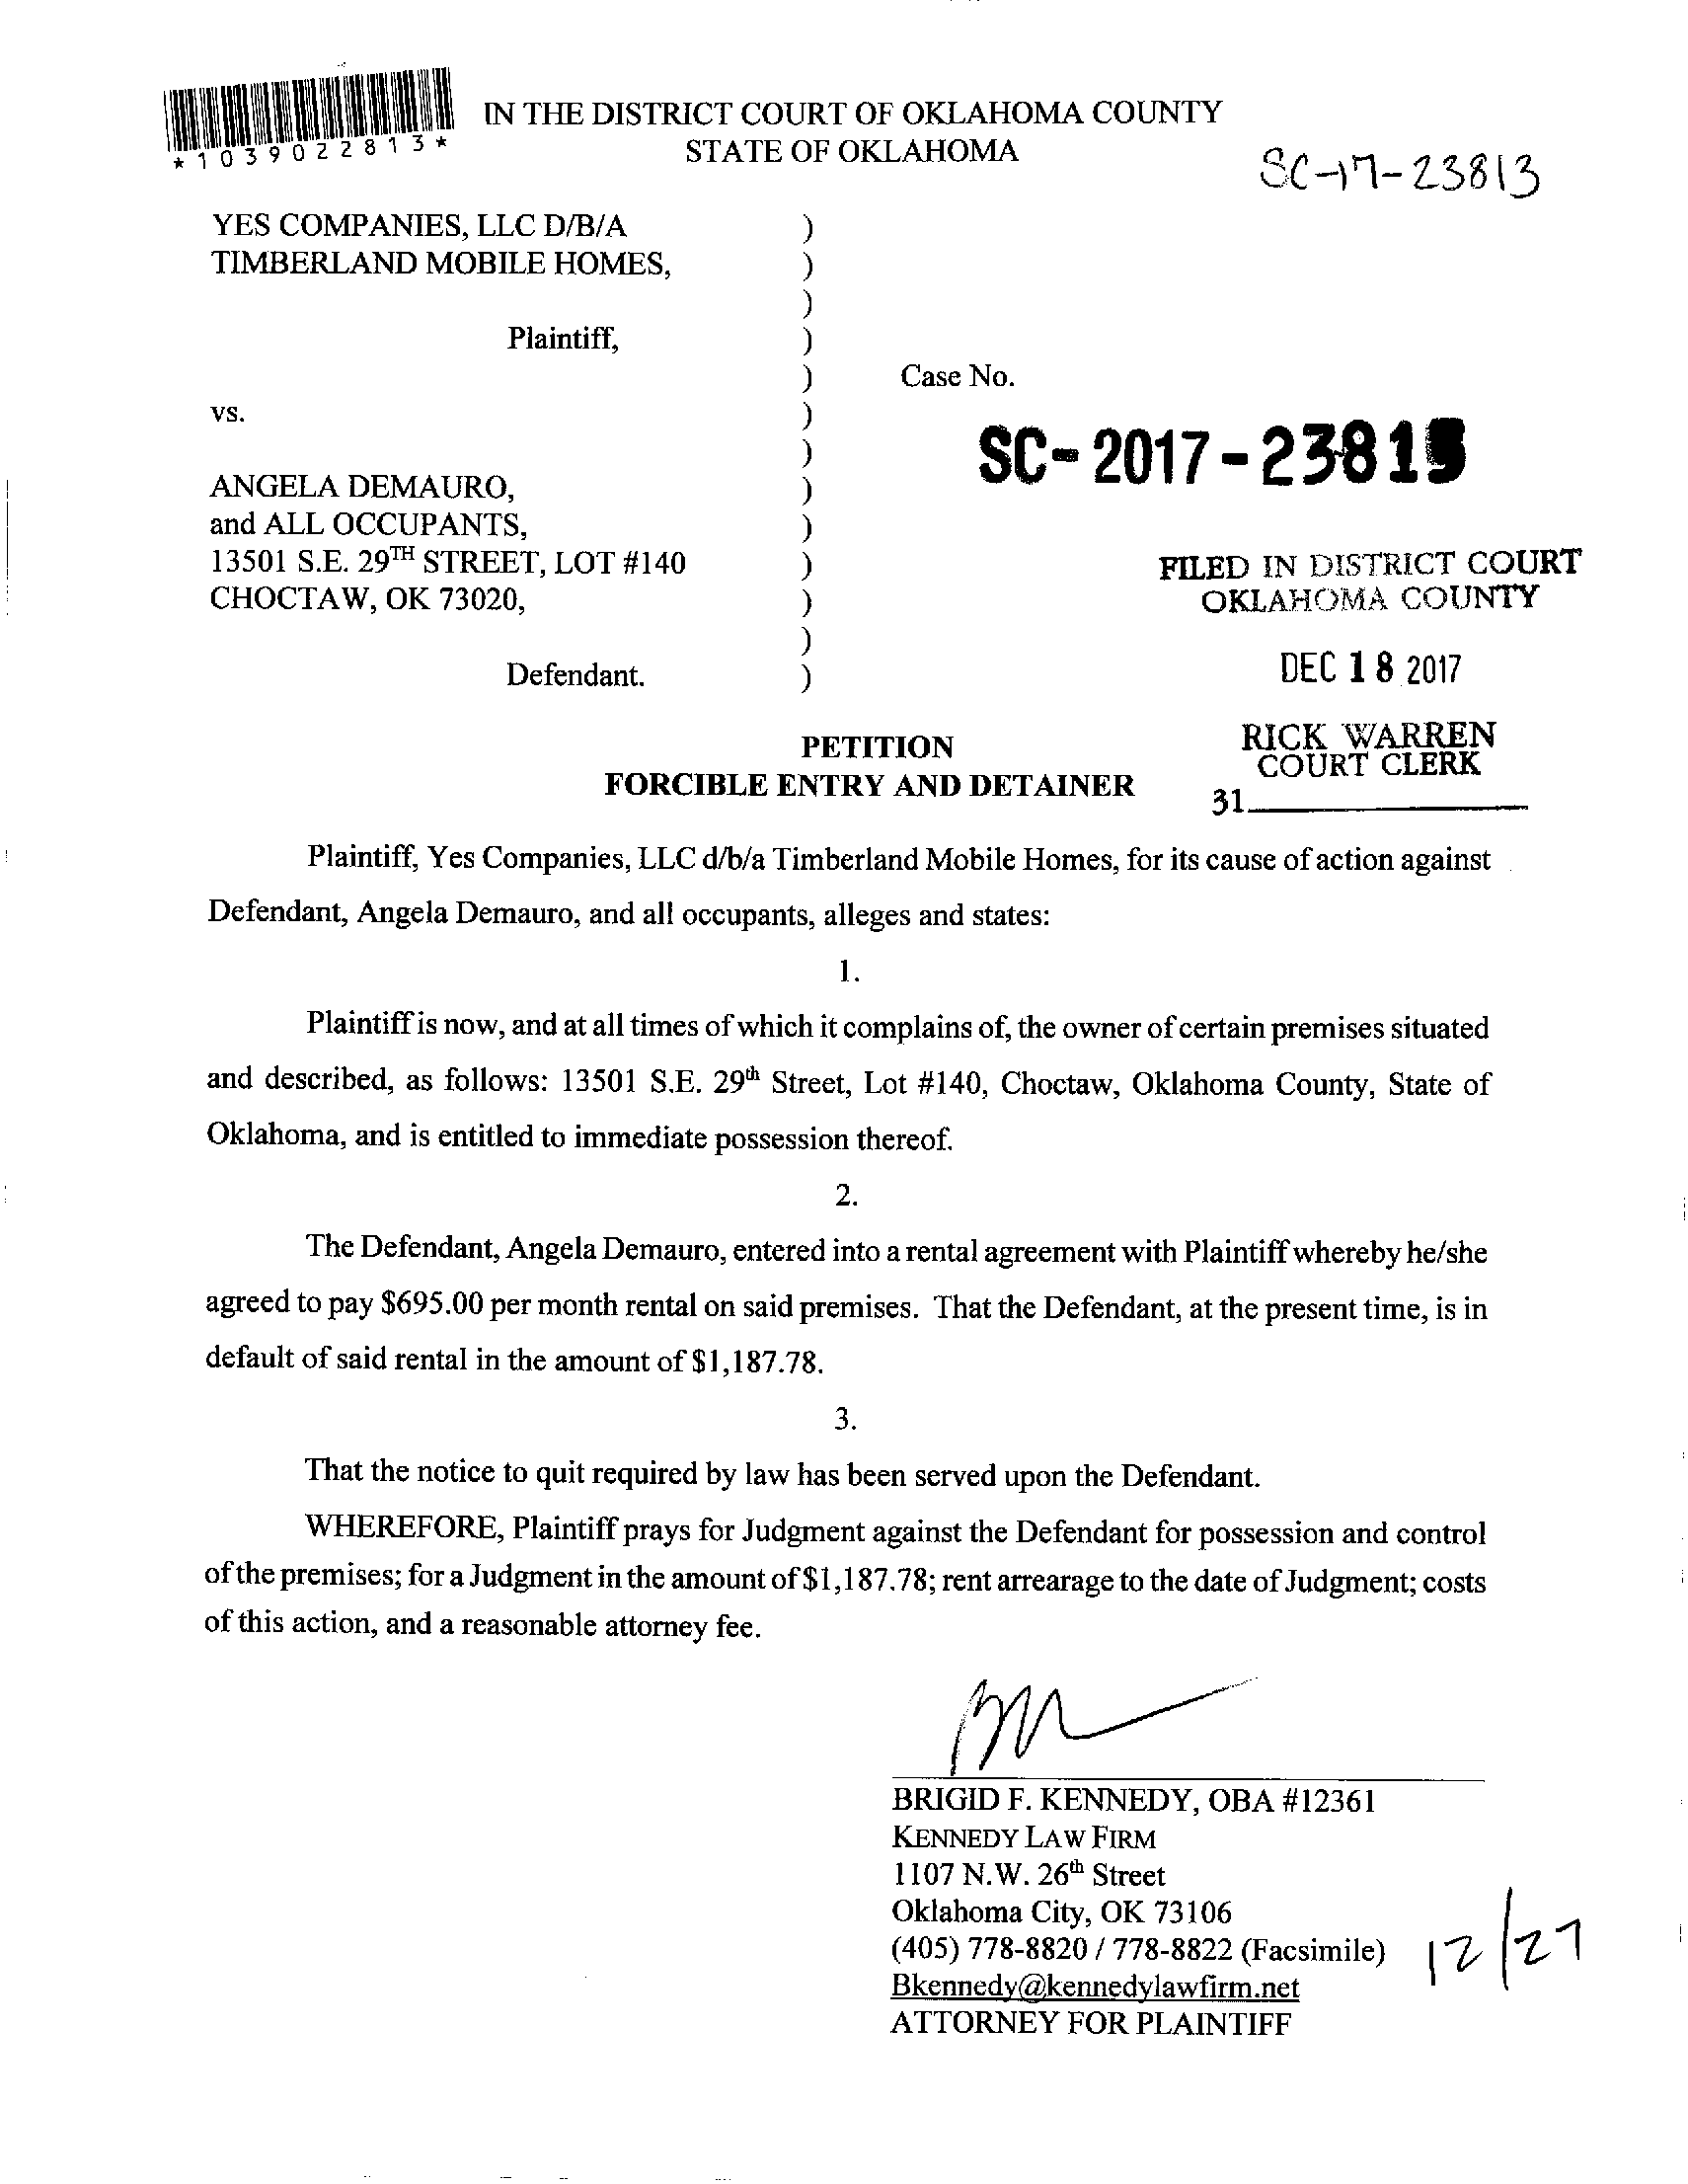 *1039022813*
IN THE DISTRICT COURT OF OKLAHOMA COUNTY
STATE OF OKLAHOMA
SC-17-23813
YES COMPANIES, LLC D/B/A )
TIMBERLAND MOBILE HOMES, )
)
Plaintiff, )
) Case No.
vs. )
)
SC-2017-23815
ANGELA DEMAURO, )
and ALL OCCUPANTS, )
13501 S.E. 29TH STREET, LOT #140 )
CHOCTAW, OK 73020, )
)
Defendant. )
FILED IN DISTRICT COURT
OKLAHOMA COUNTY
DEC 18 2017
RICK WARREN
COURT CLERK
31
PETITION
FORCIBLE ENTRY AND DETAINER
Plaintiff, Yes Companies, LLC d/b/a Timberland Mobile Homes, for its cause of action against
Defendant, Angela Demauro, and all occupants, alleges and states:
1.
Plaintiff is now, and at all times of which it complains of, the owner of certain premises situated
and described, as follows: 13501 S.E. 29th Street, Lot #140, Choctaw, Oklahoma County, State of
Oklahoma, and is entitled to immediate possession thereof.
2.
The Defendant, Angela Demauro, entered into a rental agreement with Plaintiff whereby he/she
agreed to pay $695.00 per month rental on said premises. That the Defendant, at the present time, is in
default of said rental in the amount of $1,187.78.
3.
That the notice to quit required by law has been served upon the Defendant.
WHEREFORE, Plaintiff prays for Judgment against the Defendant for possession and control
of the premises; for a Judgment in the amount of $1,187.78; rent arrearage to the date of Judgment; costs
of this action, and a reasonable attorney fee.
BRIGID F. KENNEDY, OBA #12361
KENNEDY LAW FIRM
1107 N.W. 26th Street
Oklahoma City, OK 73106
(405) 778-8820 / 778-8822 (Facsimile)
12/27
Bkennedy@kennedylawfirm.net
ATTORNEY FOR PLAINTIFF